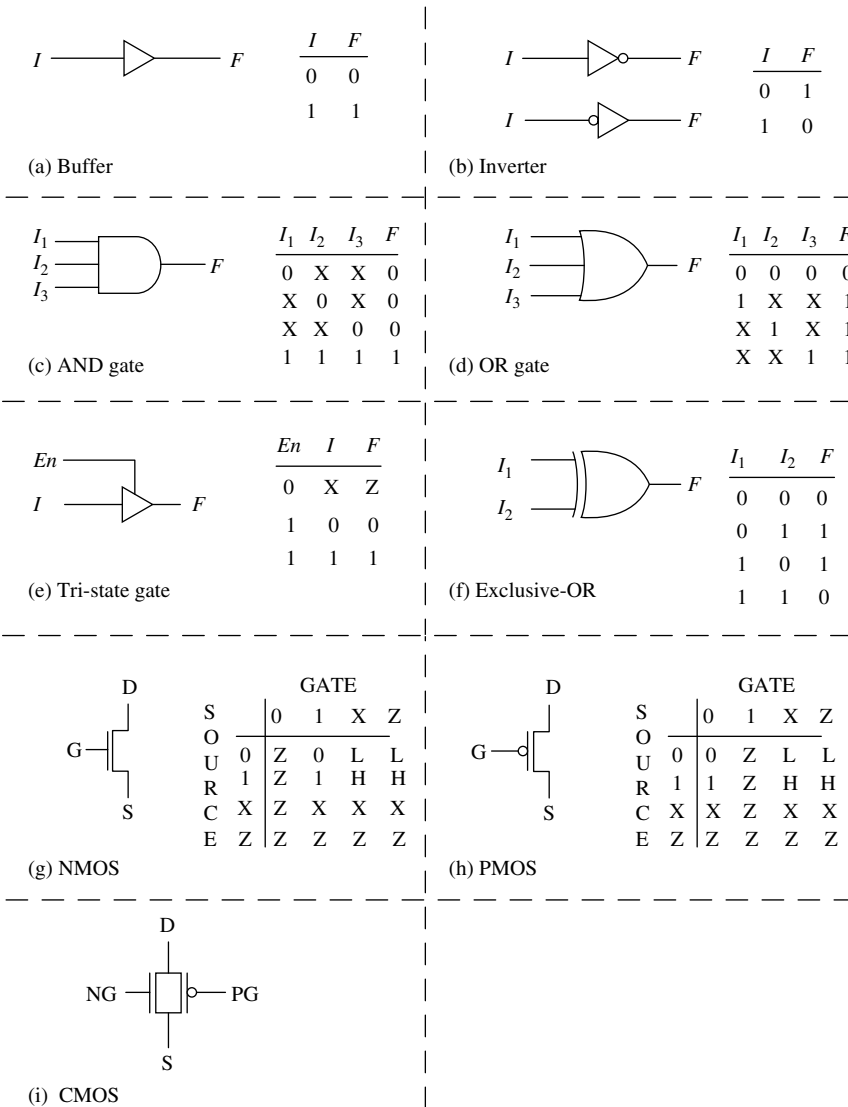 I F
I F
0 0
1 1
(a) Buffer
I F
I F
I F
0 1
1 0
(b) Inverter
I1
I2
I3
F
I1 I2 I3 F
0 X X 0
X 0 X 0
X X 0 0
1 1 1 1
(c) AND gate
I1
I2
I3
F
I1 I2 I3 F
0 0 0 0
1 X X 1
X 1 X 1
X X 1 1
(d) OR gate
En
I F
En I F
0 X Z
1 0 0
1 1 1
(e) Tri-state gate
I1
I2
F
I1 I2 F
0 0 0
0 1 1
1 0 1
1 1 0
(f) Exclusive-OR
D
G
S
GATE
SOURCE
0 1 X Z
0 Z 0 L L
1 Z 1 H H
X Z X X X
Z Z Z Z Z
(g) NMOS
D
G
S
GATE
SOURCE
0 1 X Z
0 0 Z L L
1 1 Z H H
X X Z X X
Z Z Z Z Z
(h) PMOS
D
NG PG
S
(i) CMOS